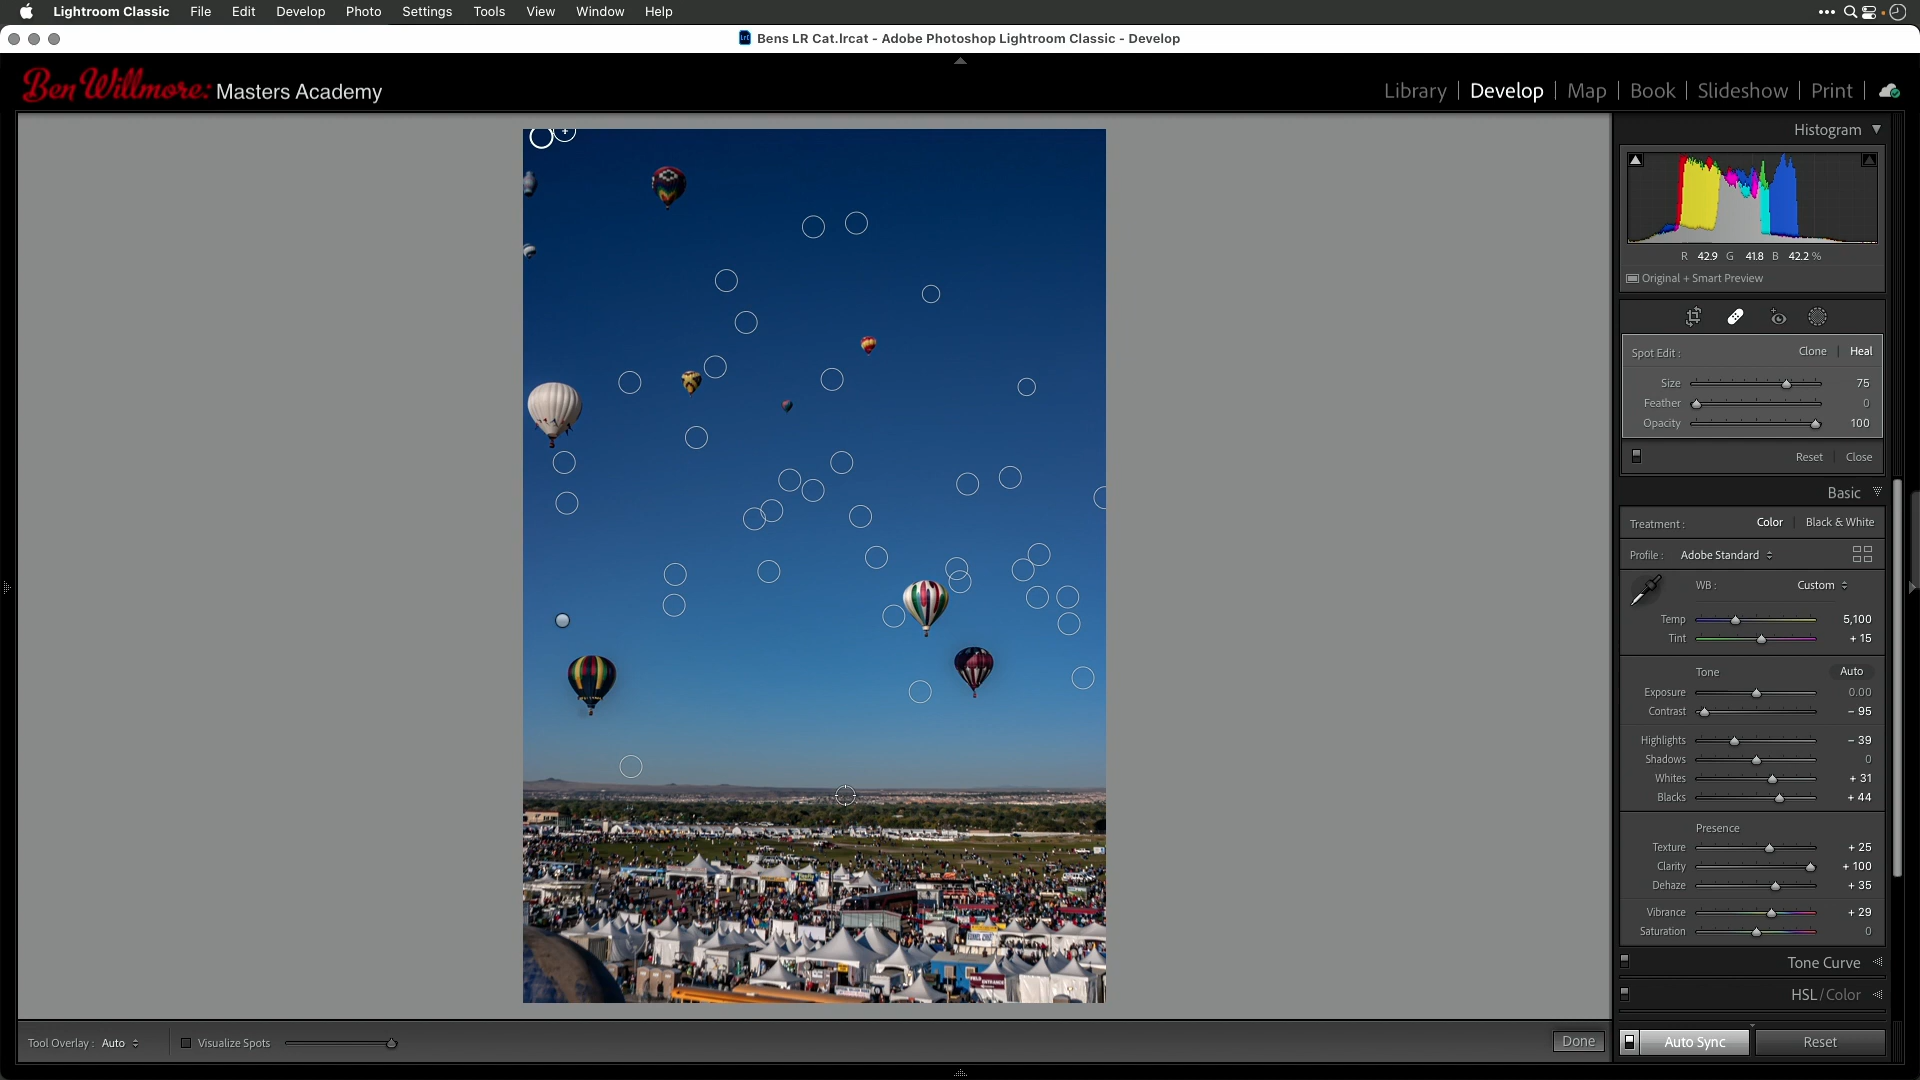 Lightroom Classic File Edit Develop Photo Settings Tools View Window Help
Bens LR Cat.lrcat - Adobe Photoshop Lightroom Classic - Develop
Ben Willmore: Masters Academy
Library | Develop | Map | Book | Slideshow | Print
Histogram
R 42.9 G 41.8 B 42.2 %
Original + Smart Preview
Spot Edit : Clone | Heal
Size 75
Feather 0
Opacity 100
Reset | Close
Basic
Treatment : Color | Black & White
Profile : Adobe Standard
WB : Custom
Temp 5,100
Tint + 15
Tone Auto
Exposure 0.00
Contrast - 95
Highlights - 39
Shadows 0
Whites + 31
Blacks + 44
Presence
Texture + 25
Clarity + 100
Dehaze + 35
Vibrance + 29
Saturation 0
Tone Curve
HSL / Color
Tool Overlay : Auto Visualize Spots Done
Auto Sync Reset